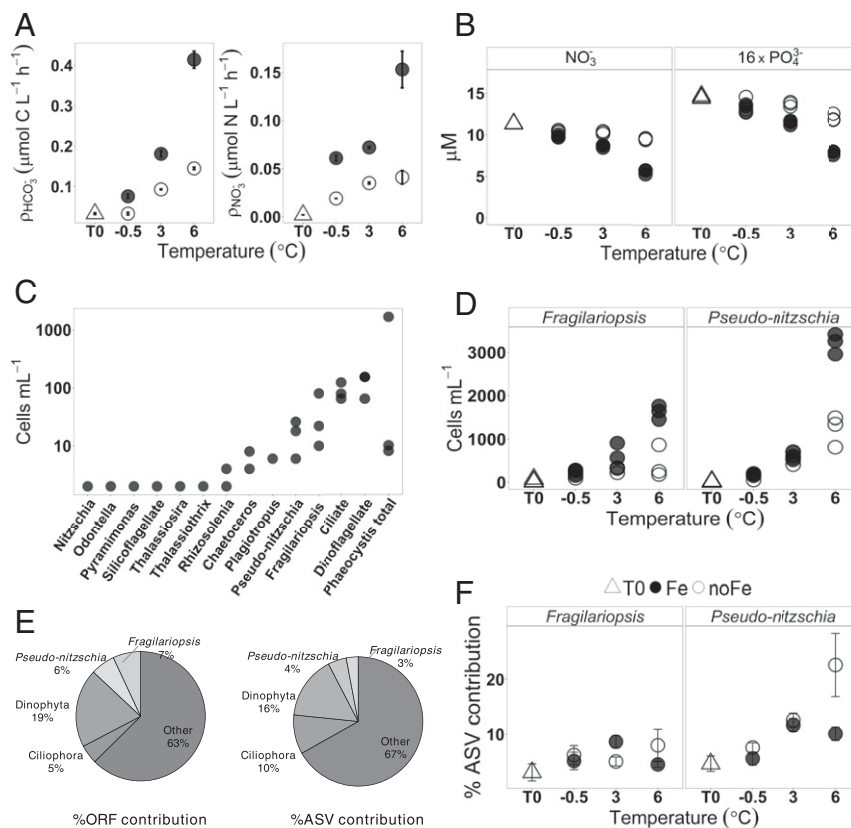 A
ρHCO₃⁻ (μmol C L⁻¹ h⁻¹)
0.4
0.3
0.2
0.1
T0 -0.5 3 6
ρNO₃⁻ (μmol N L⁻¹ h⁻¹)
0.15
0.10
0.05
0.00
T0 -0.5 3 6
Temperature (°C)
B
NO₃⁻ 16 x PO₄³⁻
μM
15
10
5
0
T0 -0.5 3 6 T0 -0.5 3 6
Temperature (°C)
C
Cells mL⁻¹
1000
100
10
Nitzschia
Odontella
Pyramimonas
Silicoflagellate
Thalassiosira
Thalassiothrix
Rhizosolenia
Chaetoceros
Plagiotropus
Pseudo-nitzschia
Fragilariopsis
Ciliate
Dinoflagellate
Phaeocystis total
D
Fragilariopsis Pseudo-nitzschia
Cells mL⁻¹
3000
2000
1000
0
T0 -0.5 3 6 T0 -0.5 3 6
Temperature (°C)
E
Fragilariopsis
7%
Pseudo-nitzschia
6%
Dinophyta
19%
Ciliophora
5%
Other
63%
%ORF contribution
Fragilariopsis
3%
Pseudo-nitzschia
4%
Dinophyta
16%
Ciliophora
10%
Other
67%
%ASV contribution
F
T0 Fe noFe
Fragilariopsis Pseudo-nitzschia
% ASV contribution
20
10
T0 -0.5 3 6 T0 -0.5 3 6
Temperature (°C)